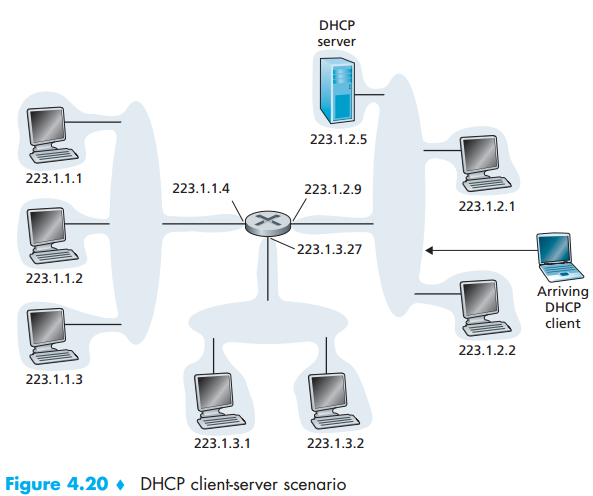 DHCP
server
223.1.2.5
223.1.1.1
223.1.1.4
223.1.2.9
223.1.2.1
223.1.3.27
223.1.1.2
Arriving
DHCP
client
223.1.2.2
223.1.1.3
223.1.3.1
223.1.3.2
Figure 4.20 ♦ DHCP client-server scenario